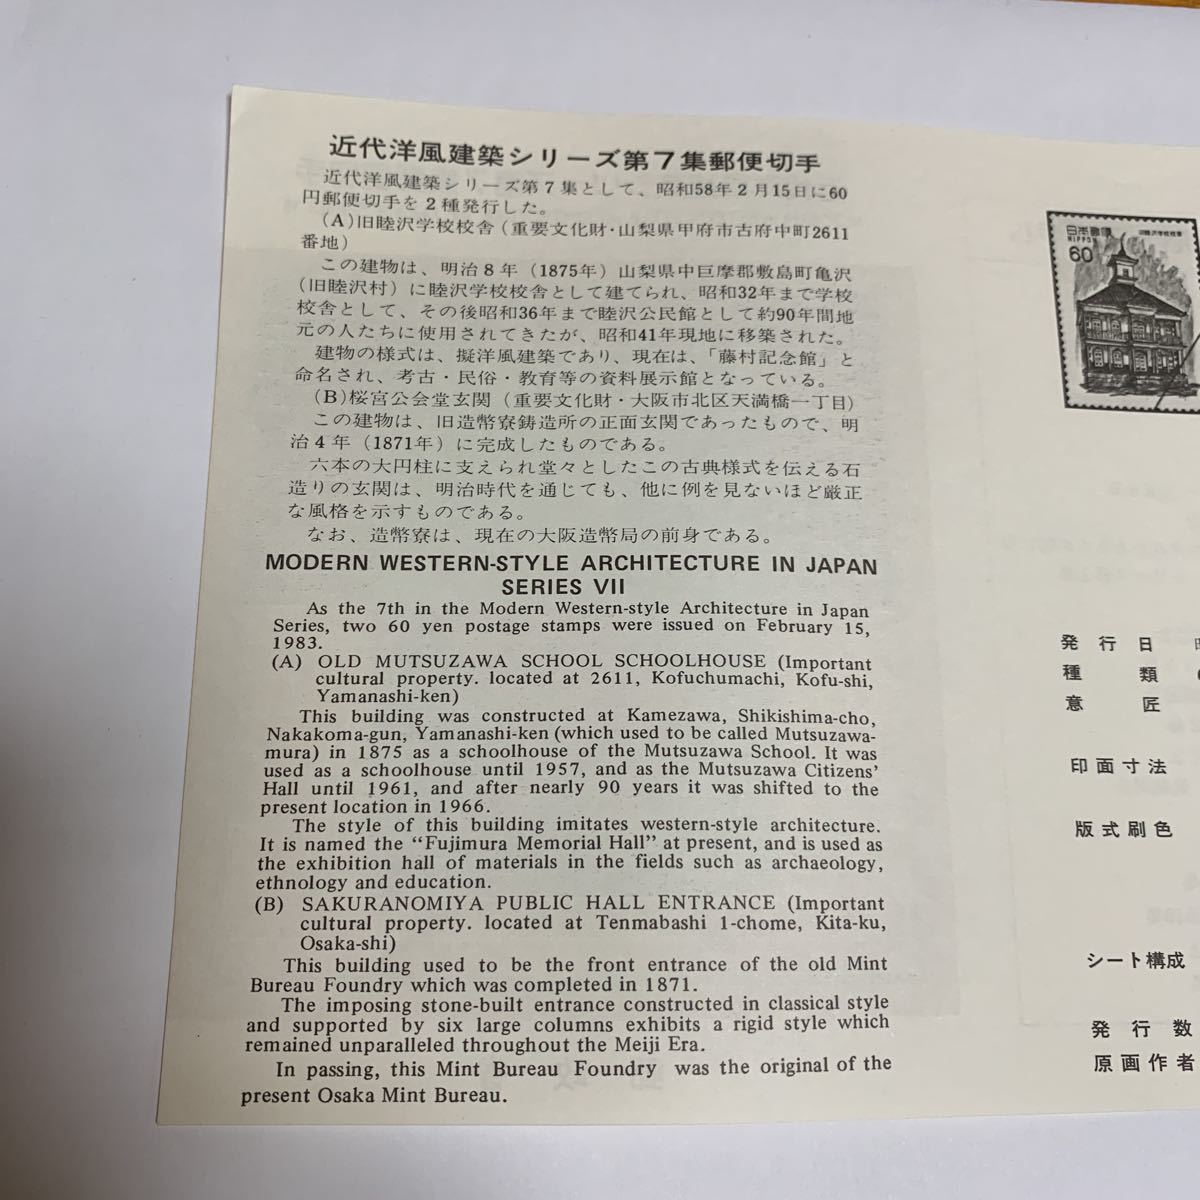 近代洋風建築シリーズ第7集郵便切手
近代洋風建築シリーズ第7集として、昭和58年2月15日に60
円郵便切手を2種発行した。
(A)旧睦沢学校校舎(重要文化財・山梨県甲府市古府中町2611
番地)
この建物は、明治8年(1875年)山梨県中巨摩郡敷島町亀沢
(旧睦沢村)に睦沢学校校舎として建てられ、昭和32年まで学校
校舎として、その後昭和36年まで睦沢公民館として約90年間地
元の人たちに使用されてきたが、昭和41年現地に移築された。
建物の様式は、擬洋風建築であり、現在は、「藤村記念館」と
命名され、考古・民俗・教育等の資料展示館となっている。
(B)桜宮公会堂玄関(重要文化財・大阪市北区天満橋一丁目)
この建物は、旧造幣寮鋳造所の正面玄関であったもので、明
治4年(1871年)に完成したものである。
六本の大円柱に支えられ堂々としたこの古典様式を伝える石
造りの玄関は、明治時代を通じても、他に例を見ないほど厳正
な風格を示すものである。
なお、造幣寮は、現在の大阪造幣局の前身である。
MODERN WESTERN-STYLE ARCHITECTURE IN JAPAN
SERIES VII
As the 7th in the Modern Western-style Architecture in Japan
Series, two 60 yen postage stamps were issued on February 15,
1983.
(A) OLD MUTSUZAWA SCHOOL SCHOOLHOUSE (Important
cultural property. located at 2611, Kofuchumachi, Kofu-shi,
Yamanashi-ken)
This building was constructed at Kamezawa, Shikishima-cho,
Nakakoma-gun, Yamanashi-ken (which used to be called Mutsuzawa-
mura) in 1875 as a schoolhouse of the Mutsuzawa School. It was
used as a schoolhouse until 1957, and as the Mutsuzawa Citizens'
Hall until 1961, and after nearly 90 years it was shifted to the
present location in 1966.
The style of this building imitates western-style architecture.
It is named the "Fujimura Memorial Hall" at present, and is used as
the exhibition hall of materials in the fields such as archaeology,
ethnology and education.
(B) SAKURANOMIYA PUBLIC HALL ENTRANCE (Important
cultural property. located at Tenmabashi 1-chome, Kita-ku,
Osaka-shi)
This building used to be the front entrance of the old Mint
Bureau Foundry which was completed in 1871.
The imposing stone-built entrance constructed in classical style
and supported by six large columns exhibits a rigid style which
remained unparalleled throughout the Meiji Era.
In passing, this Mint Bureau Foundry was the original of the
present Osaka Mint Bureau.
日本郵便
NIPPON
60
旧睦沢学校校舎
発行日
種類
意匠
印面寸法
版式刷色
シート構成
発行数
原画作者